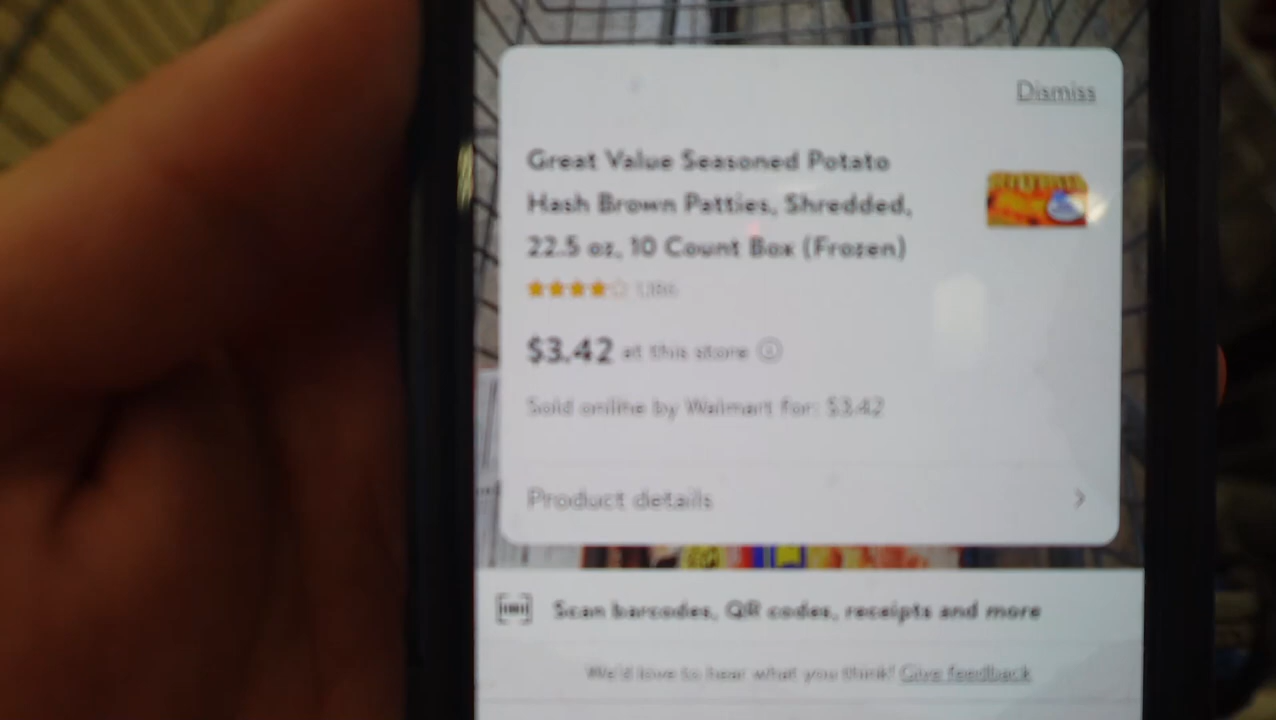 Dismiss
Great Value Seasoned Potato
Hash Brown Patties, Shredded,
22.5 oz, 10 Count Box (Frozen)
$3.42 at this store
Sold online by Walmart for: $3.42
Product details
Scan barcodes, QR codes, receipts and more
We'd love to hear what you think! Give feedback